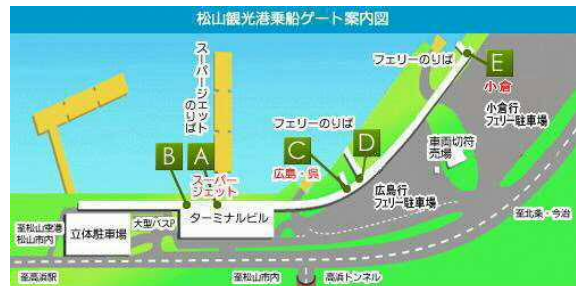 松山観光港乗船ゲート案内図
スーパージェット
のりば
フェリーのりば
E
小倉
小倉行
フェリー駐車場
フェリーのりば
車両切符
売場
B
A
スーパー
ジェット
C
D
広島・呉
広島行
フェリー駐車場
至松山空港
松山市内
立体駐車場
大型バスP
ターミナルビル
至北条・今治
至高浜駅
至松山市内
高浜トンネル